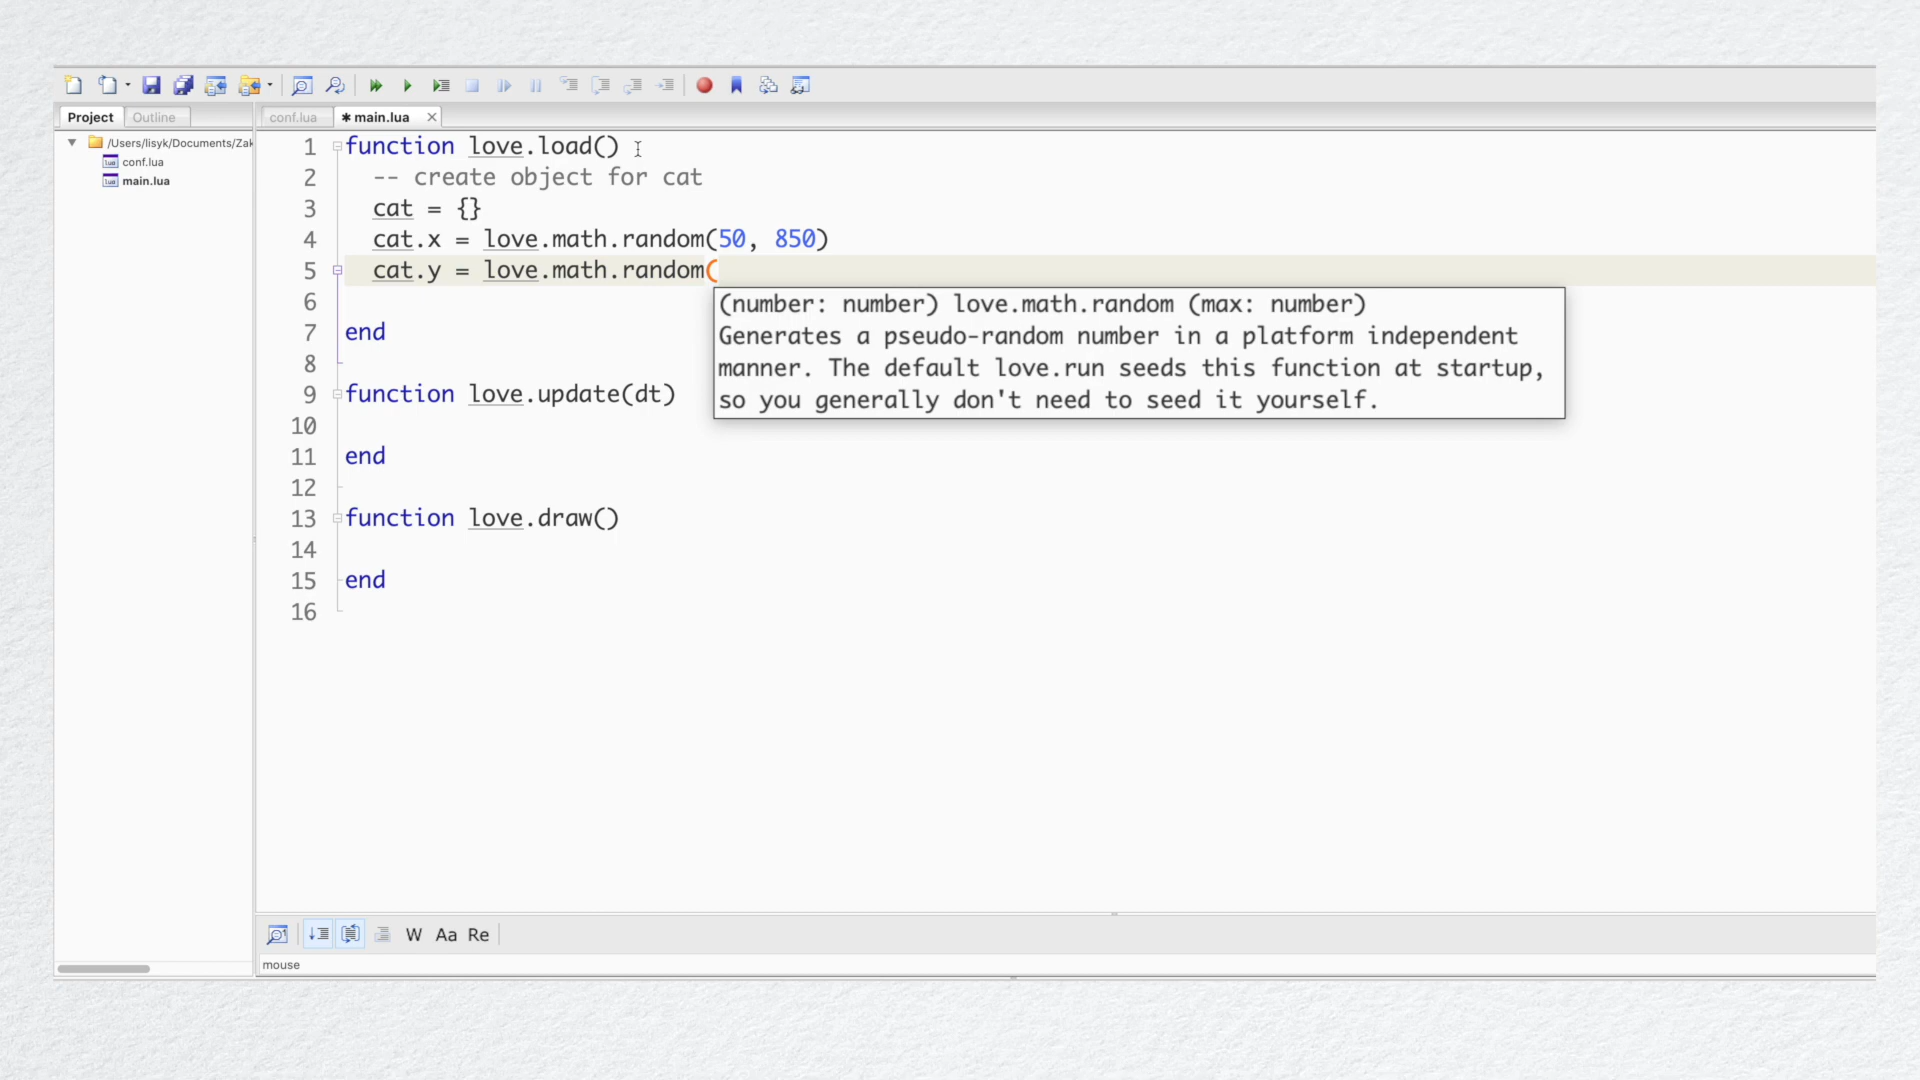 Project
Outline
conf.lua
✱ main.lua
/Users/lisyk/Documents/Zak
conf.lua
main.lua
1 function love.load()
2 -- create object for cat
3 cat = {}
4 cat.x = love.math.random(50, 850)
5 cat.y = love.math.random(
6
7 end
8
9 function love.update(dt)
10
11 end
12
13 function love.draw()
14
15 end
16
(number: number) love.math.random (max: number)
Generates a pseudo-random number in a platform independent
manner. The default love.run seeds this function at startup,
so you generally don't need to seed it yourself.
W Aa Re
mouse